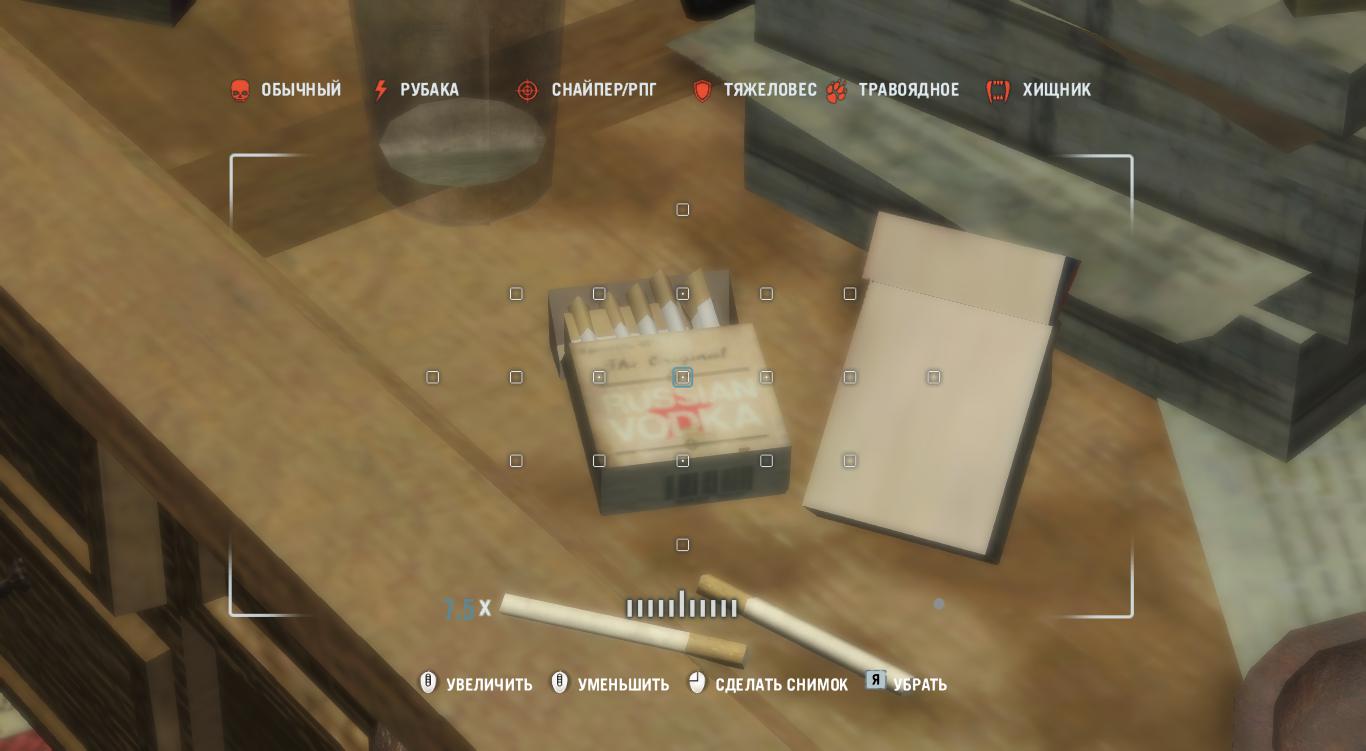 ОБЫЧНЫЙ РУБАКА СНАЙПЕР/РПГ ТЯЖЕЛОВЕС ТРАВОЯДНОЕ ХИЩНИК
The Original
RUSSIAN
VODKA
7.5 X
УВЕЛИЧИТЬ УМЕНЬШИТЬ СДЕЛАТЬ СНИМОК Я УБРАТЬ